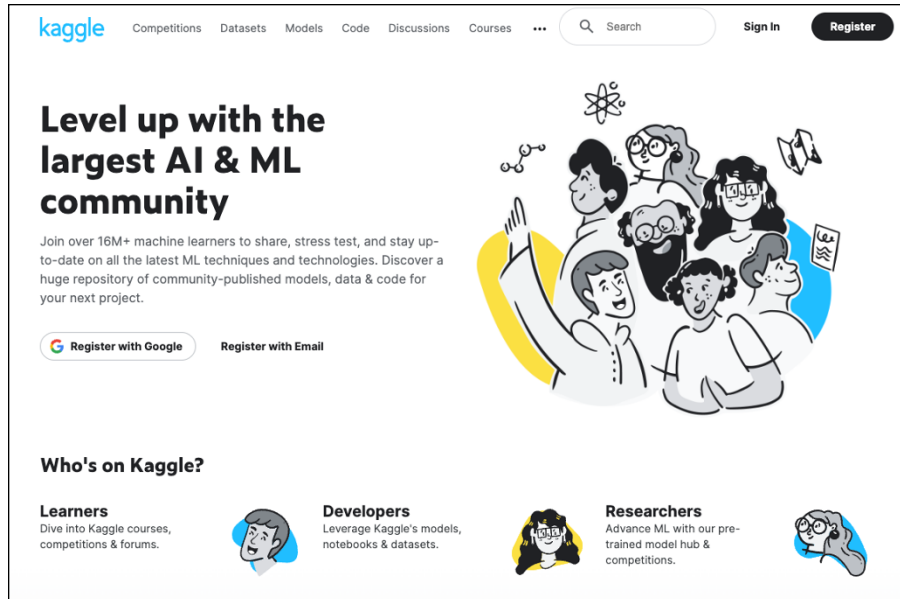 kaggle Competitions Datasets Models Code Discussions Courses ••• Search Sign In Register
Level up with the
largest AI & ML
community
Join over 16M+ machine learners to share, stress test, and stay up-
to-date on all the latest ML techniques and technologies. Discover a
huge repository of community-published models, data & code for
your next project.
Register with Google Register with Email
Who's on Kaggle?
Learners
Dive into Kaggle courses,
competitions & forums.
Developers
Leverage Kaggle's models,
notebooks & datasets.
Researchers
Advance ML with our pre-
trained model hub &
competitions.